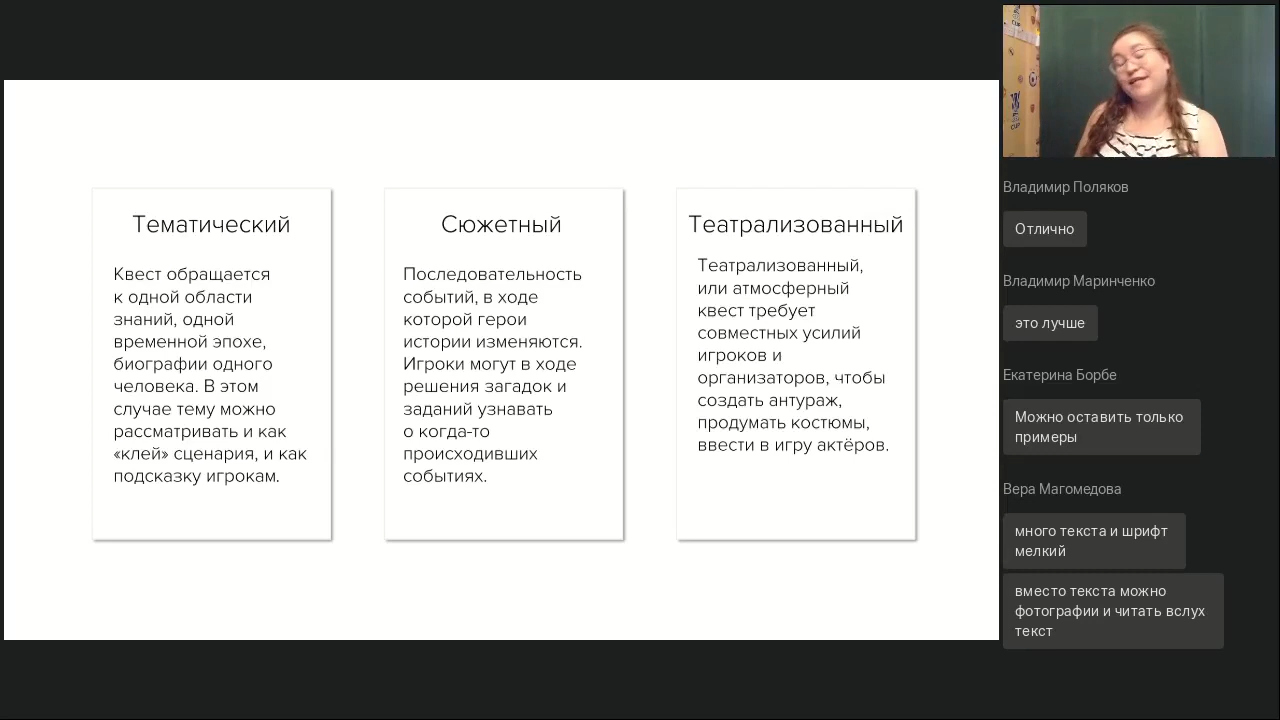 Тематический
Квест обращается
к одной области
знаний, одной
временной эпохе,
биографии одного
человека. В этом
случае тему можно
рассматривать и как
«клей» сценария, и как
подсказку игрокам.
Сюжетный
Последовательность
событий, в ходе
которой герои
истории изменяются.
Игроки могут в ходе
решения загадок и
заданий узнавать
о когда-то
происходивших
событиях.
Театрализованный
Театрализованный,
или атмосферный
квест требует
совместных усилий
игроков и
организаторов, чтобы
создать антураж,
продумать костюмы,
ввести в игру актёров.
CUP
Владимир Поляков
Отлично
Владимир Маринченко
это лучше
Екатерина Борбе
Можно оставить только
примеры
Вера Магомедова
много текста и шрифт
мелкий
вместо текста можно
фотографии и читать вслух
текст